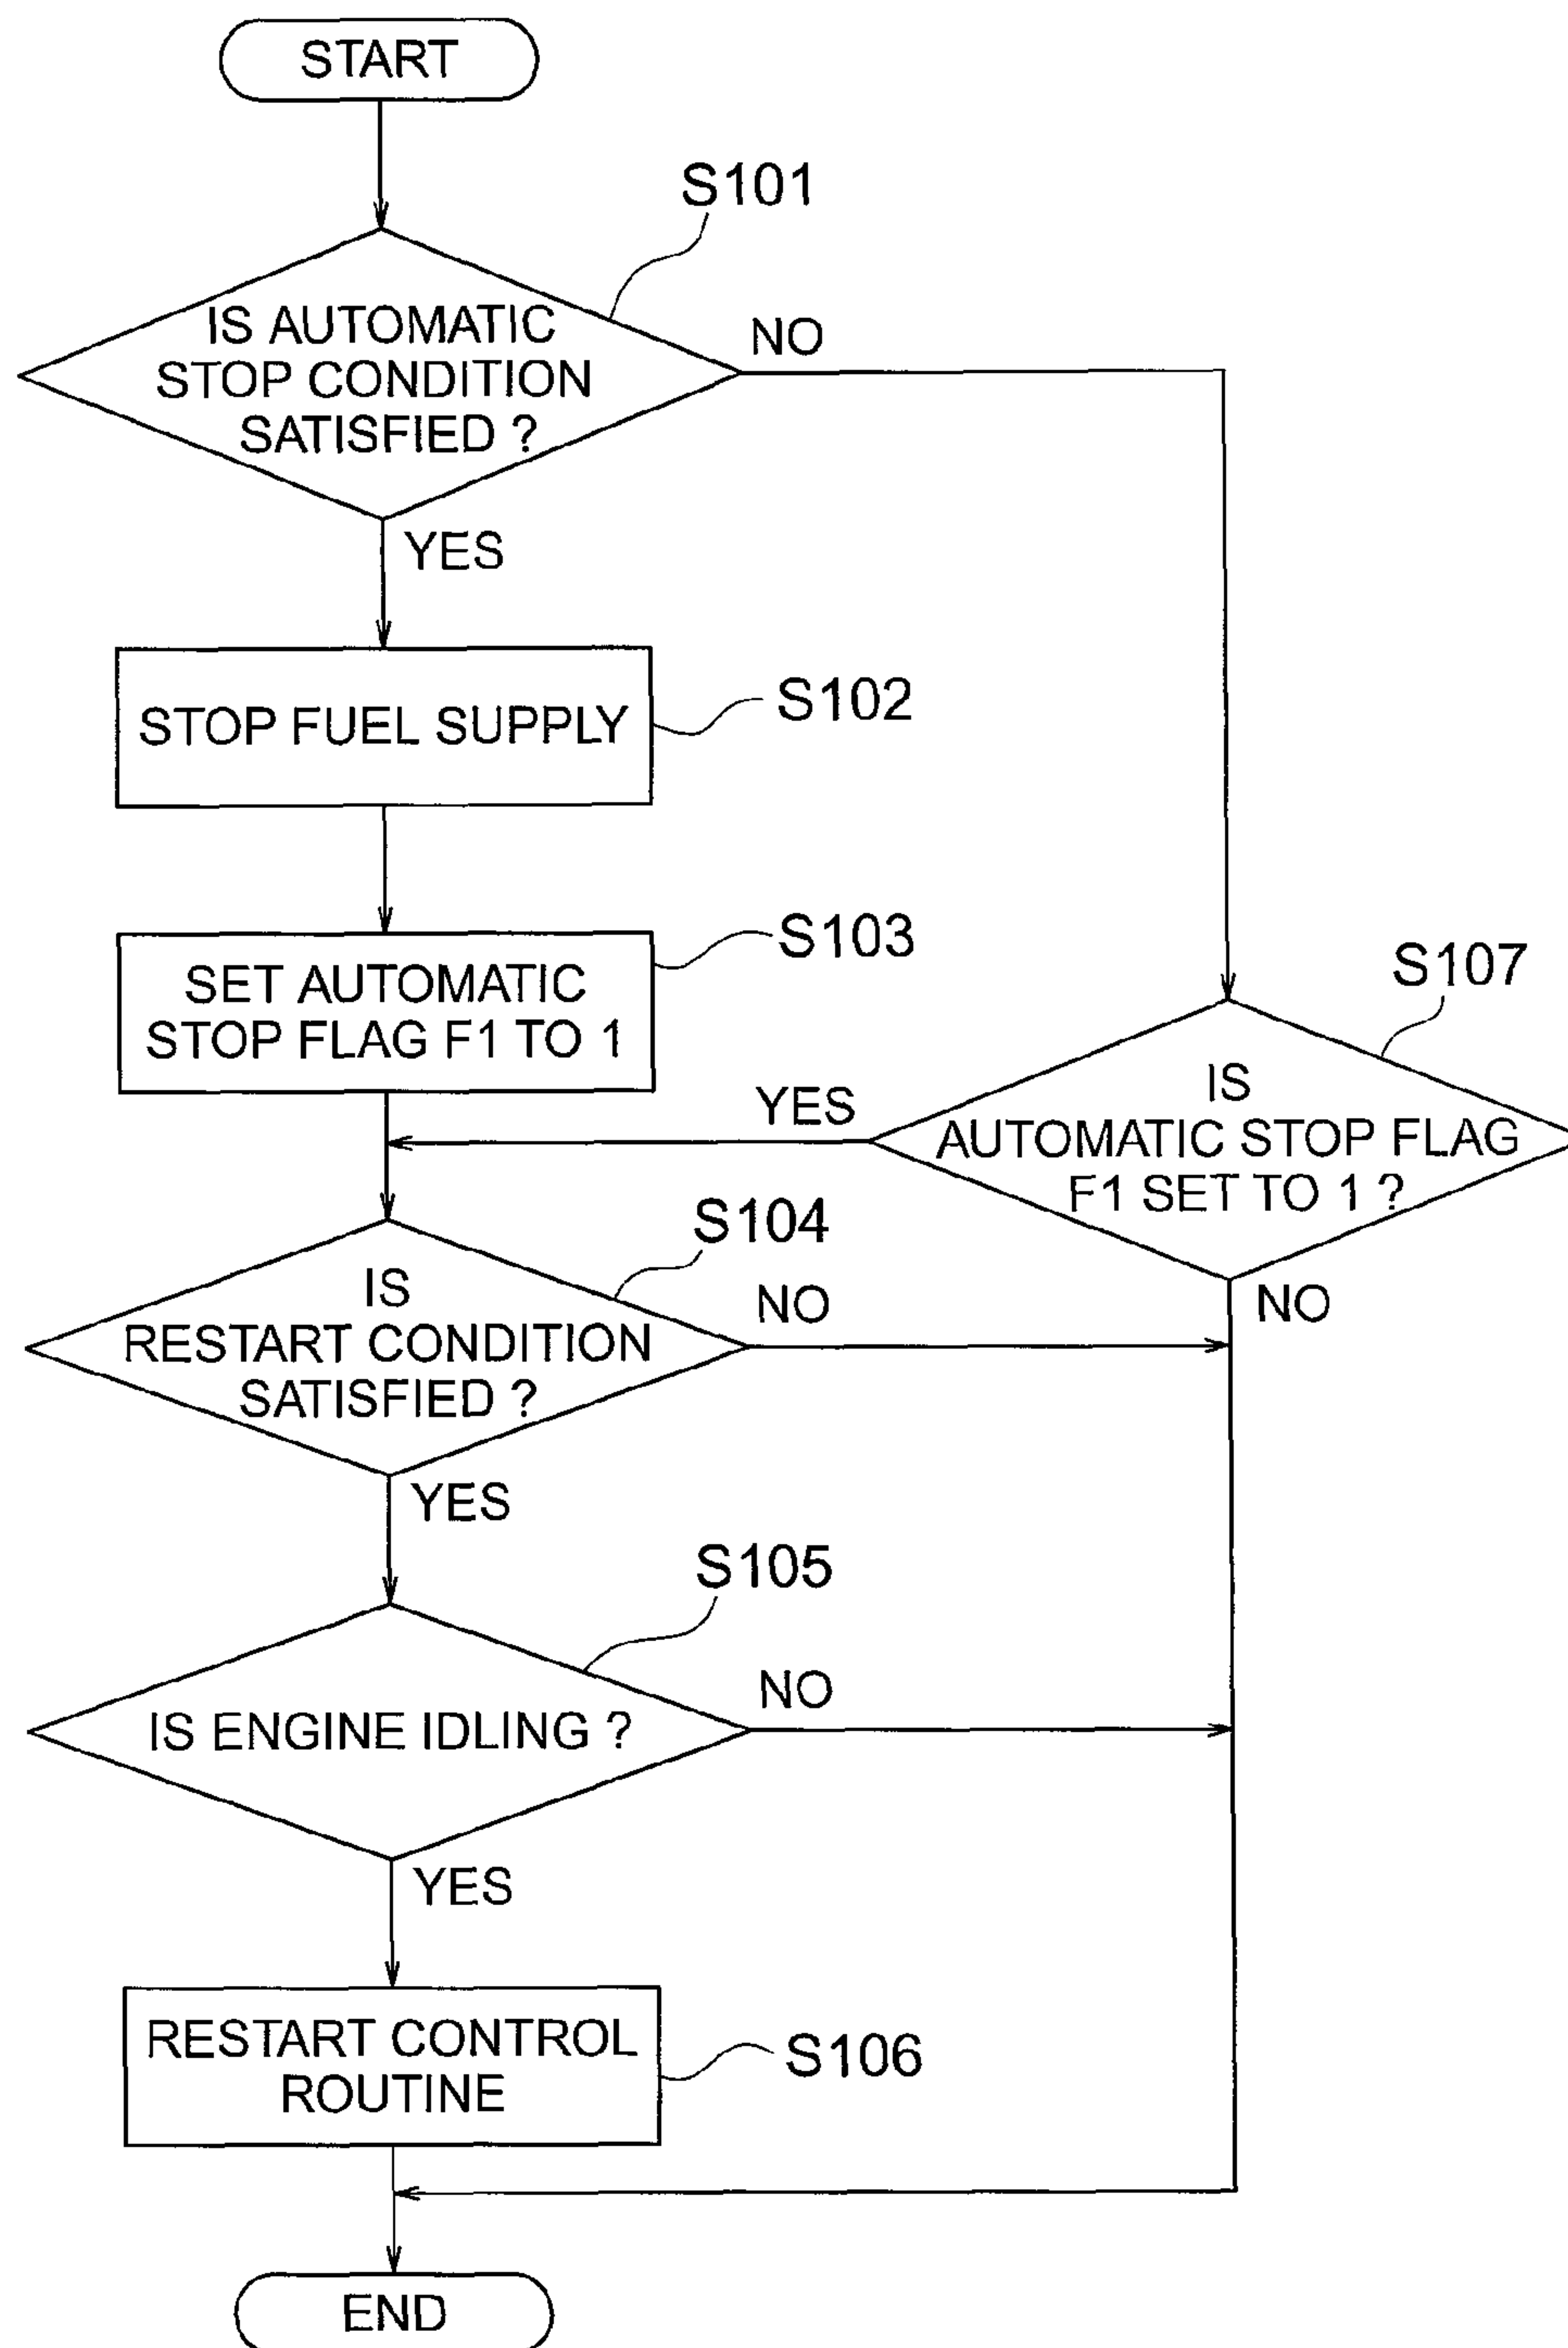 START
S101
IS AUTOMATIC
STOP CONDITION
SATISFIED ?
NO
YES
STOP FUEL SUPPLY
S102
SET AUTOMATIC
STOP FLAG F1 TO 1
S103
S107
IS
AUTOMATIC STOP FLAG
F1 SET TO 1 ?
YES
NO
S104
IS
RESTART CONDITION
SATISFIED ?
NO
YES
S105
IS ENGINE IDLING ?
NO
YES
RESTART CONTROL
ROUTINE
S106
END